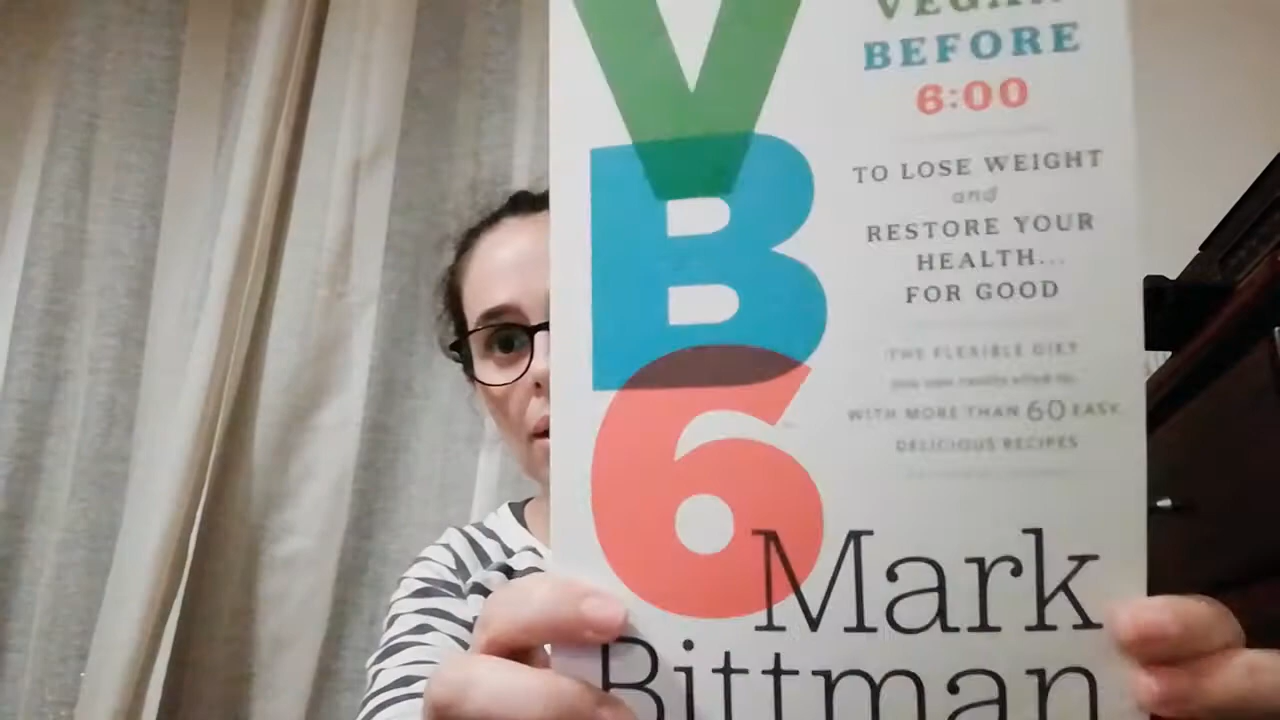 VB6
VEGAN
BEFORE
6:00
TO LOSE WEIGHT
and
RESTORE YOUR
HEALTH...
FOR GOOD
THE FLEXIBLE DIET
WITH MORE THAN 60 EASY
DELICIOUS RECIPES
Mark
Bittman